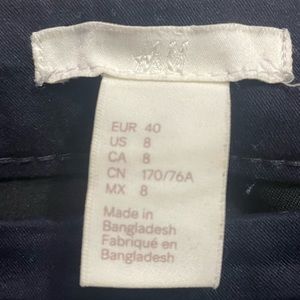 H&M
EUR 40
US 8
CA 8
CN 170/76A
MX 8
Made in
Bangladesh
Fabriqué en
Bangladesh